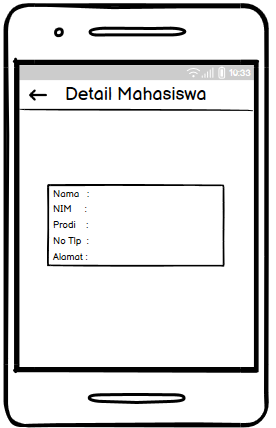 10:33
← Detail Mahasiswa
Nama :
NIM :
Prodi :
No Tlp :
Alamat :